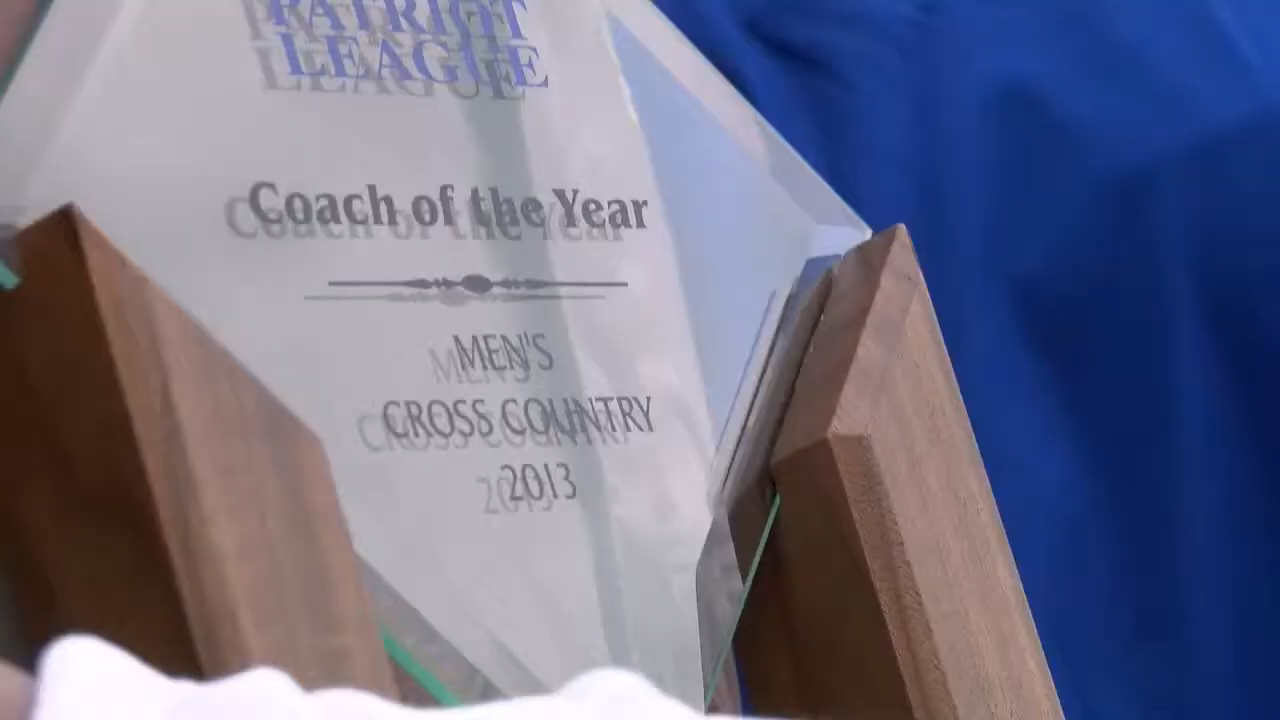 PATRIOT
LEAGUE
Coach of the Year
MEN'S
CROSS COUNTRY
2013